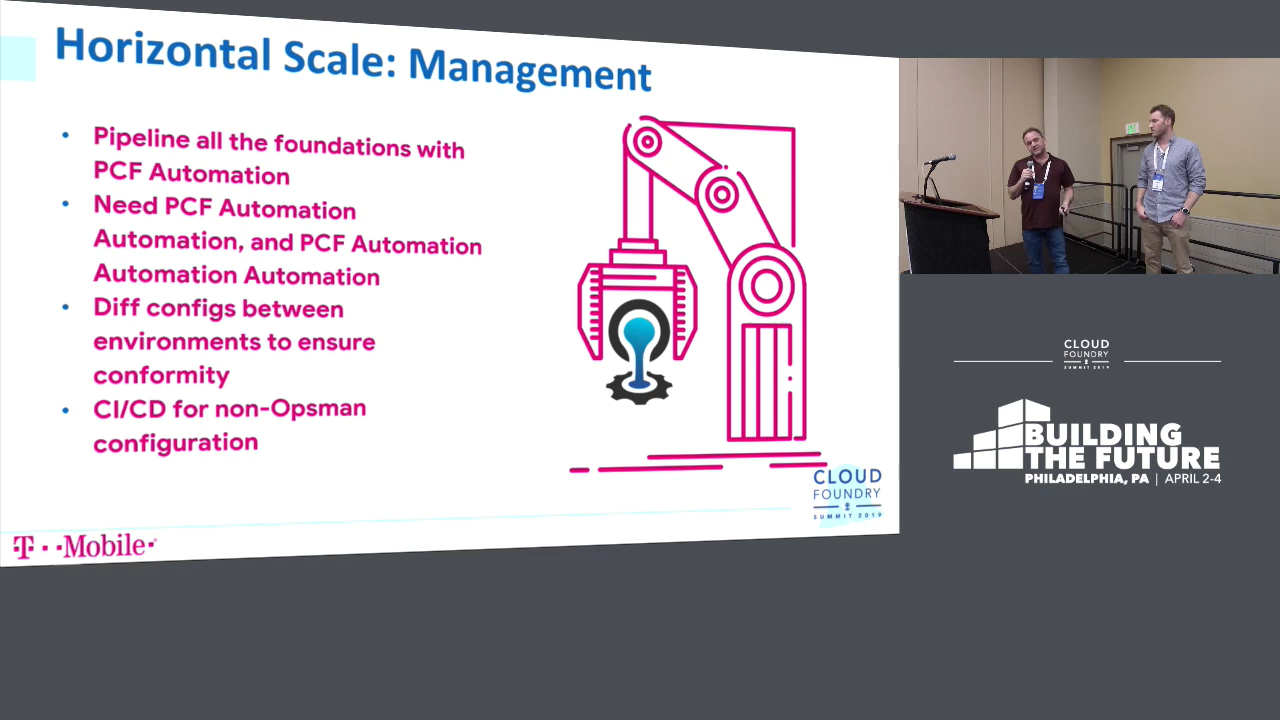 Horizontal Scale: Management
• Pipeline all the foundations with
PCF Automation
• Need PCF Automation
Automation, and PCF Automation
Automation Automation
• Diff configs between
environments to ensure
conformity
• CI/CD for non-Opsman
configuration
CLOUD
FOUNDRY
SUMMIT 2019
T··Mobile·®
CLOUD
FOUNDRY
SUMMIT 2019
BUILDING
THE FUTURE
PHILADELPHIA, PA | APRIL 2-4